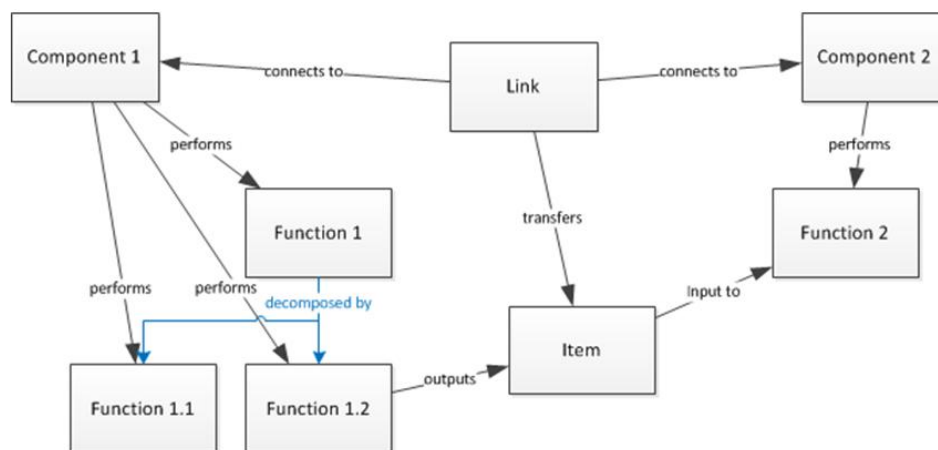 Component 1
Component 2
connects to
Link
connects to
performs
performs
transfers
Function 1
Function 2
performs
performs
decomposed by
Input to
Item
outputs
Function 1.1
Function 1.2